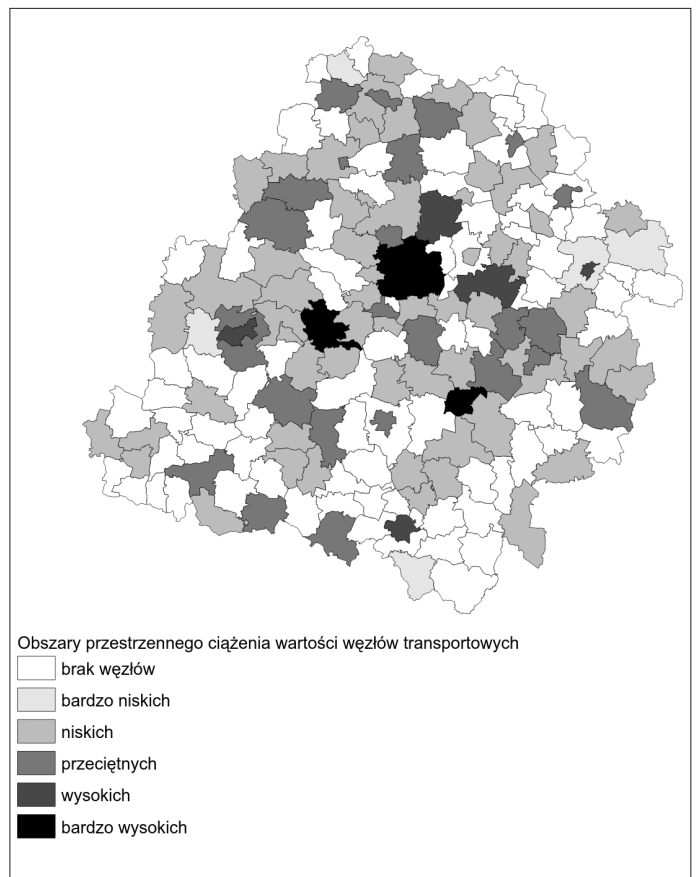 Obszary przestrzennego ciążenia wartości węzłów transportowych
brak węzłów
bardzo niskich
niskich
przeciętnych
wysokich
bardzo wysokich